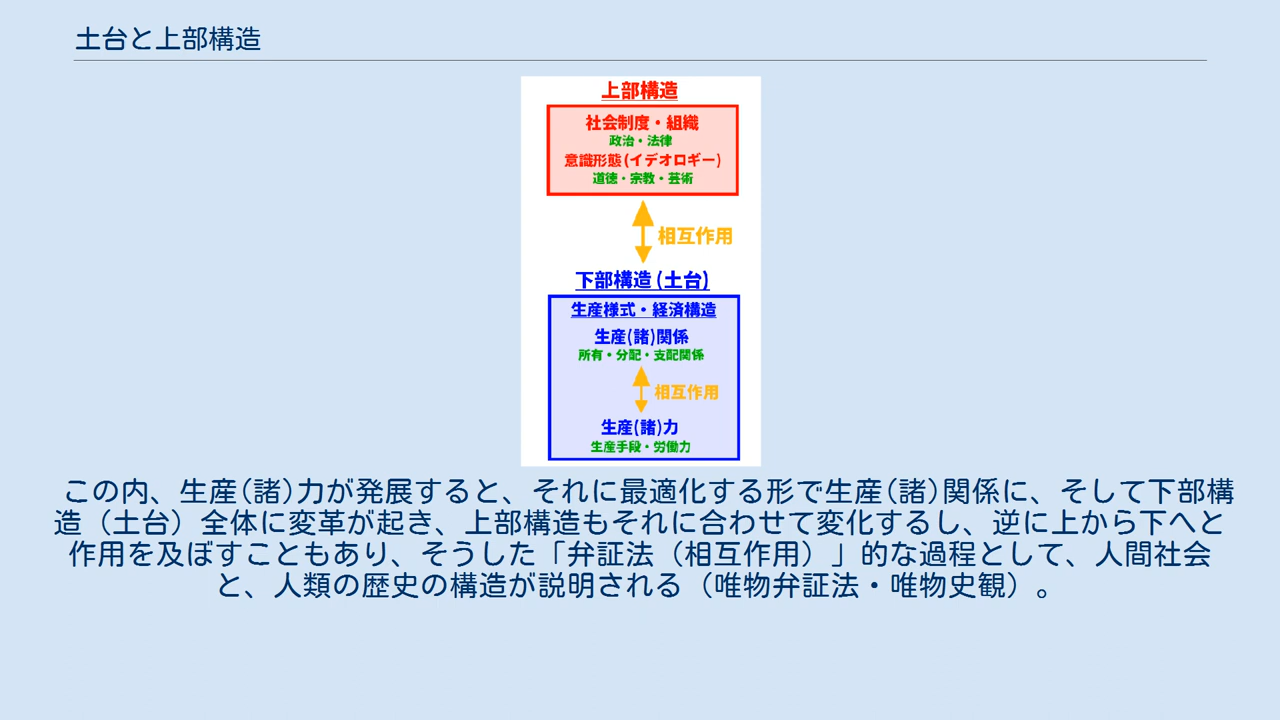 土台と上部構造
上部構造
社会制度・組織
政治・法律
意識形態(イデオロギー)
道徳・宗教・芸術
相互作用
下部構造(土台)
生産様式・経済構造
生産(諸)関係
所有・分配・支配関係
相互作用
生産(諸)力
生産手段・労働力
この内、生産(諸)力が発展すると、それに最適化する形で生産(諸)関係に、そして下部構
造（土台）全体に変革が起き、上部構造もそれに合わせて変化するし、逆に上から下へと
作用を及ぼすこともあり、そうした「弁証法（相互作用）」的な過程として、人間社会
と、人類の歴史の構造が説明される（唯物弁証法・唯物史観）。